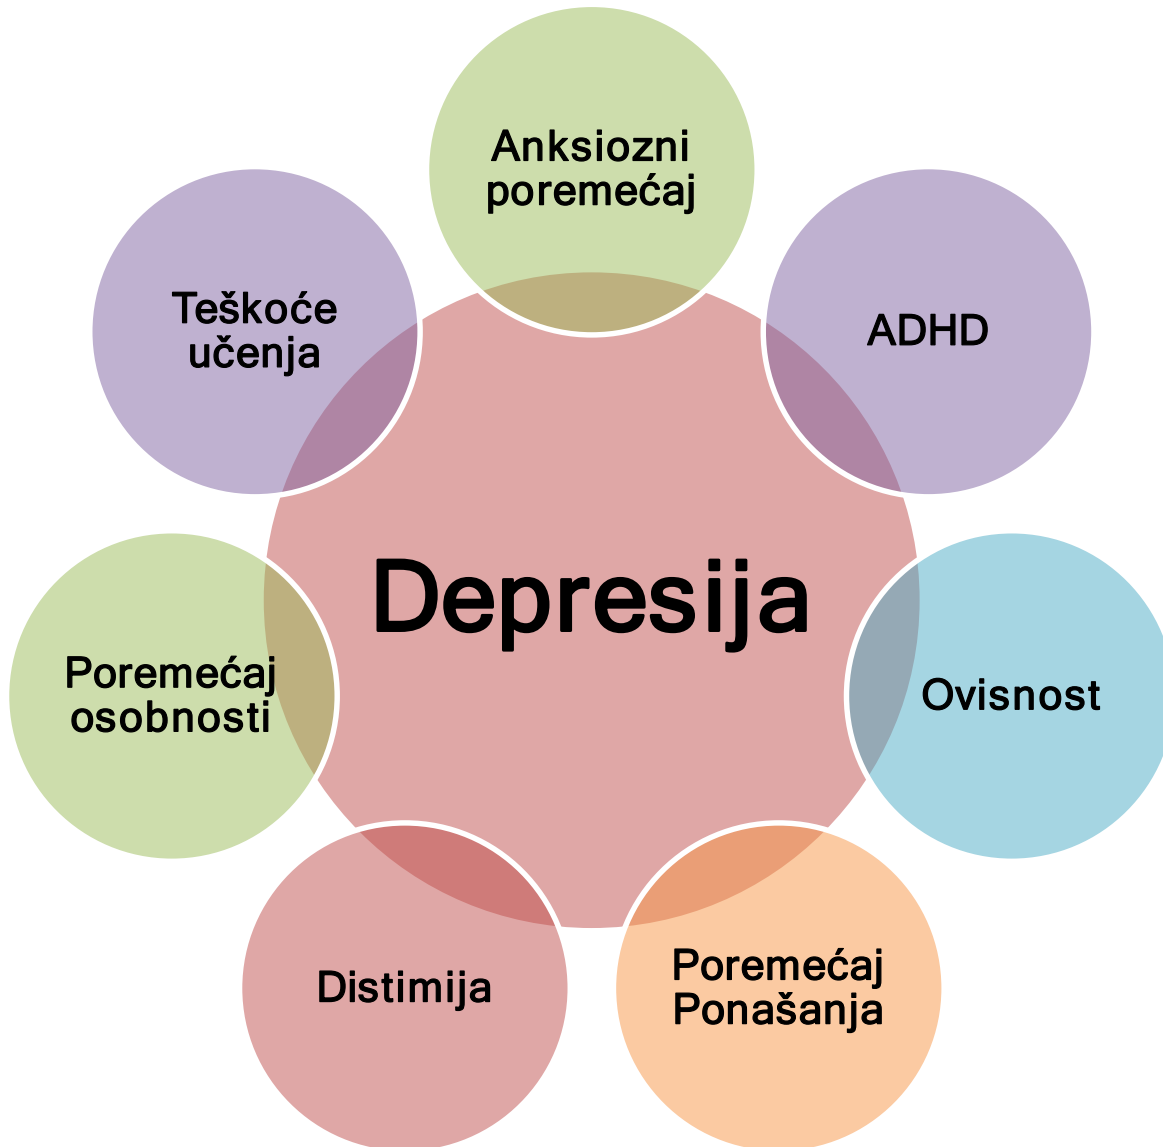 Anksiozni
poremećaj
ADHD
Ovisnost
Poremećaj
Ponašanja
Distimija
Poremećaj
osobnosti
Teškoće
učenja
Depresija